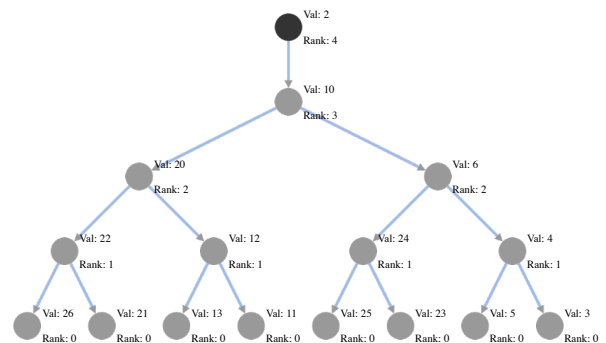 Val: 2
Rank: 4
Val: 10
Rank: 3
Val: 20
Rank: 2
Val: 6
Rank: 2
Val: 22
Rank: 1
Val: 12
Rank: 1
Val: 24
Rank: 1
Val: 4
Rank: 1
Val: 26
Rank: 0
Val: 21
Rank: 0
Val: 13
Rank: 0
Val: 11
Rank: 0
Val: 25
Rank: 0
Val: 23
Rank: 0
Val: 5
Rank: 0
Val: 3
Rank: 0